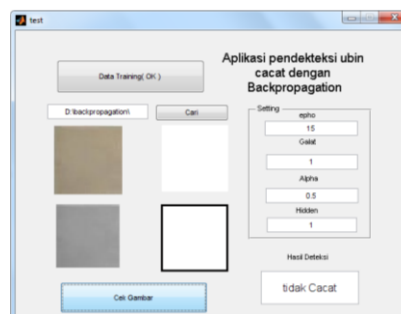 test
Aplikasi pendekteksi ubin
cacat dengan
Backpropagation
Data Training( OK )
D:\backpropagation\
Cari
Setting
epho
15
Galat
1
Alpha
0.5
Hidden
1
Hasil Deteksi
tidak Cacat
Cek Gambar